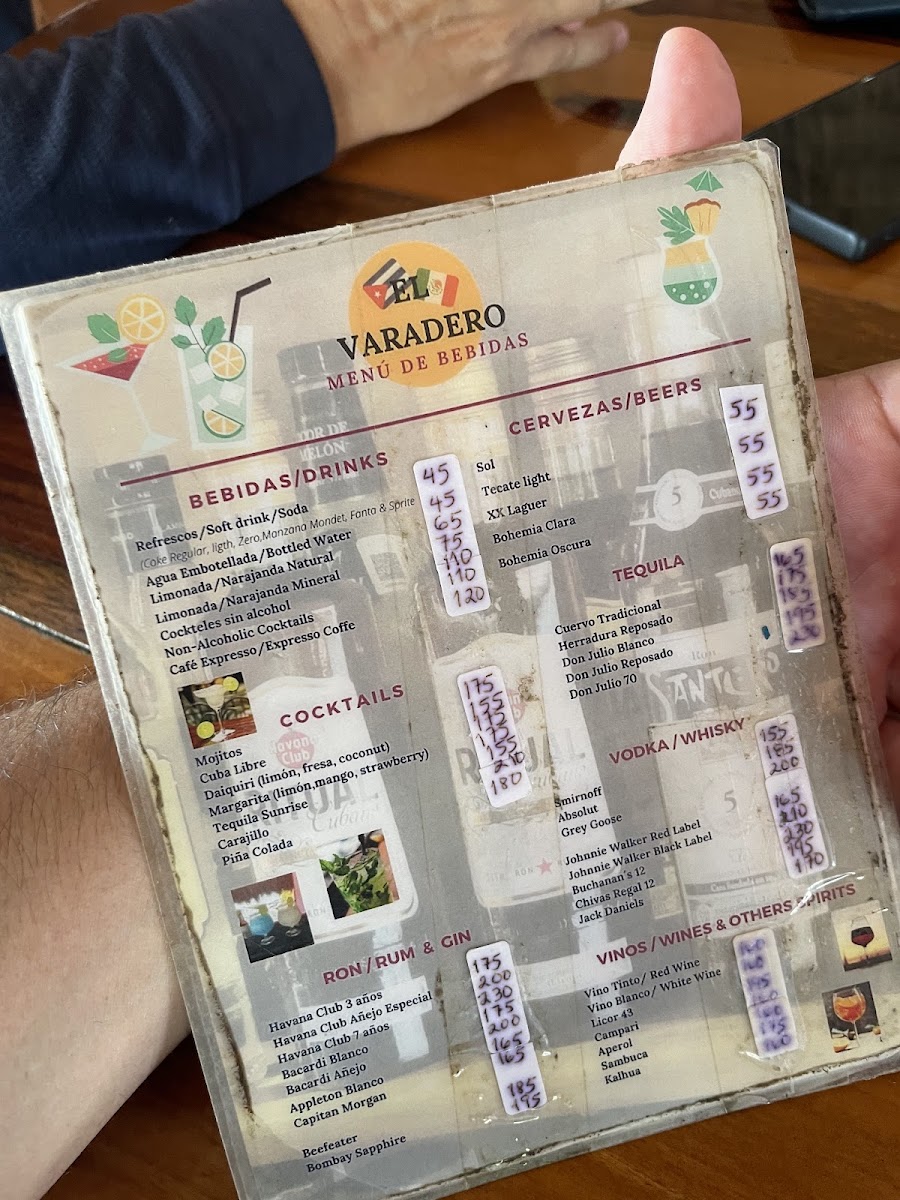 EL
VARADERO
MENÚ DE BEBIDAS
BEBIDAS/DRINKS
Refrescos/Soft drink/Soda
(Coke Regular, ligth, Zero,Manzana Mondet, Fanta & Sprite
Agua Embotellada/Bottled Water
Limonada/Narajanda Natural
Limonada/Narajanda Mineral
Cockteles sin alcohol
Non-Alcoholic Cocktails
Café Expresso/Expresso Coffe
45
45
65
75
110
110
120
COCKTAILS
Mojitos
Cuba Libre
Daiquiri (limón, fresa, coconut)
Margarita (limón,mango, strawberry)
Tequila Sunrise
Carajillo
Piña Colada
175
155
175
155
180
RON/RUM & GIN
Havana Club 3 años
Havana Club Añejo Especial
Havana Club 7 años
Bacardi Blanco
Bacardi Añejo
Appleton Blanco
Capitan Morgan
Beefeater
Bombay Sapphire
175
200
230
175
200
165
165
185
195
CERVEZAS/BEERS
Sol
Tecate light
XX Laguer
Bohemia Clara
Bohemia Oscura
55
55
55
55
TEQUILA
Cuervo Tradicional
Herradura Reposado
Don Julio Blanco
Don Julio Reposado
Don Julio 70
165
175
185
195
VODKA/WHISKY
Smirnoff
Absolut
Grey Goose
Johnnie Walker Red Label
Johnnie Walker Black Label
Buchanan's 12
Chivas Regal 12
Jack Daniels
155
185
200
165
210
230
195
170
VINOS/WINES & OTHERS SPIRITS
Vino Tinto/ Red Wine
Vino Blanco/ White Wine
Licor 43
Campari
Aperol
Sambuca
Kalhua
160
160
195
160
175
160